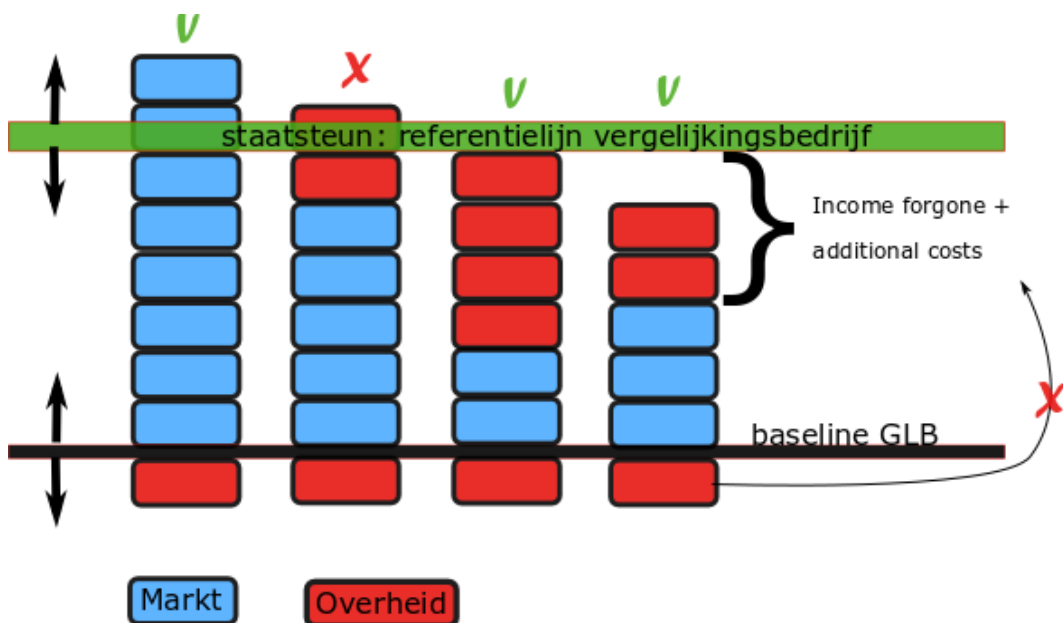 V
X
V
V
staatsteun: referentielijn vergelijkingsbedrijf
Income forgone +
additional costs
X
baseline GLB
Markt
Overheid